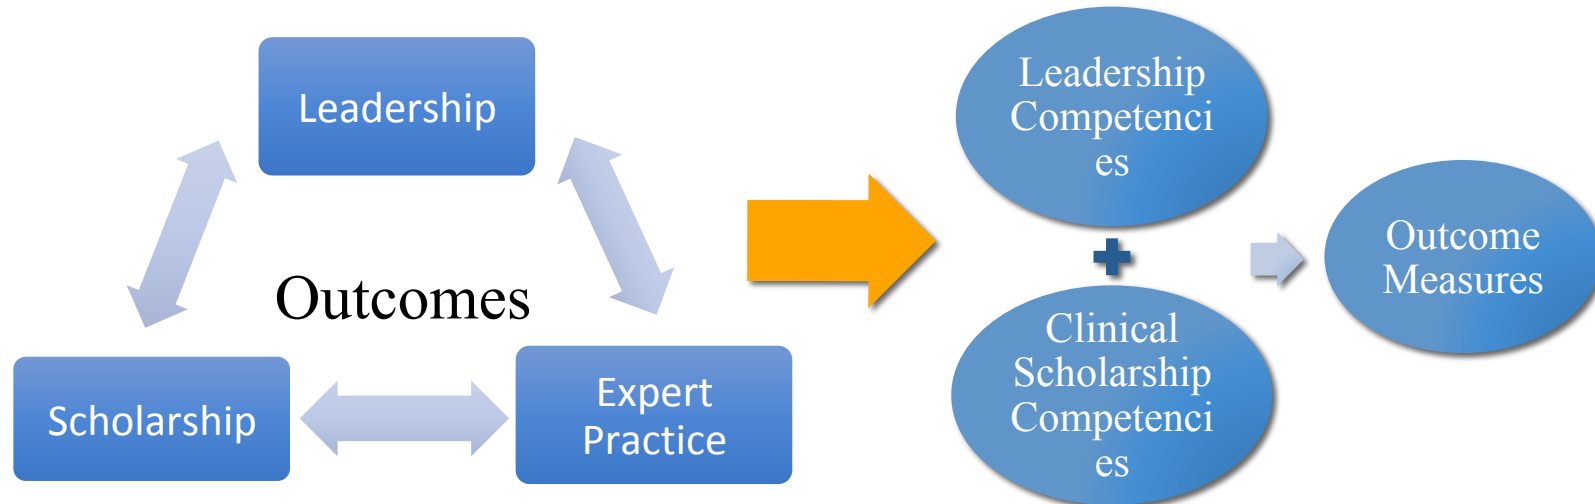 Leadership
Outcomes
Scholarship
Expert
Practice
Leadership
Competenci
es
Clinical
Scholarship
Competenci
es
Outcome
Measures